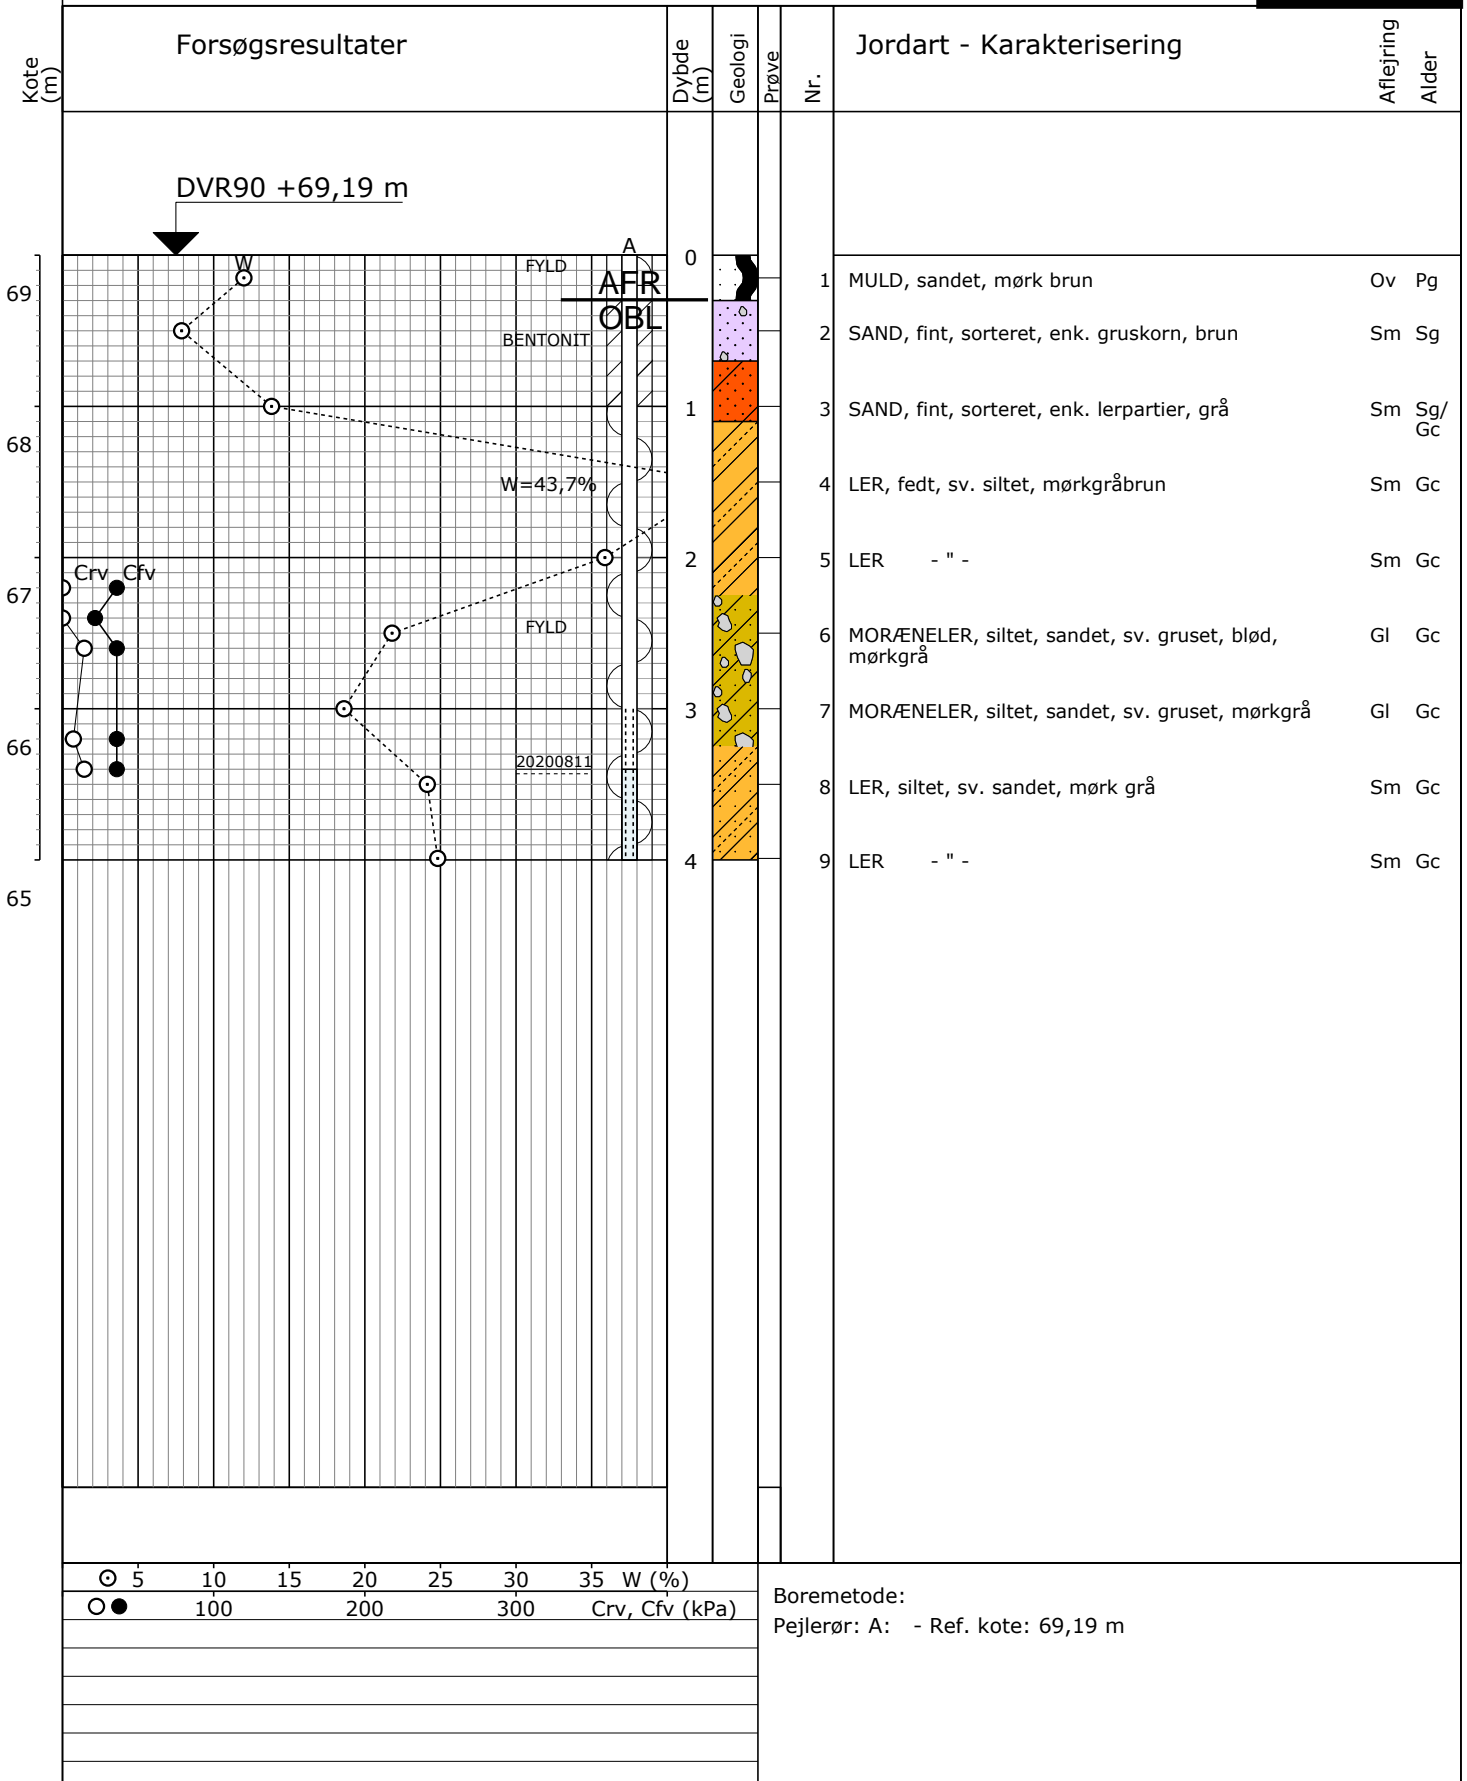 Kote (m)
Forsøgsresultater
Dybde (m)
Geologi
Prøve
Nr.
Jordart - Karakterisering
Aflejring
Alder
DVR90 +69,19 m
A
W
FYLD
0
AFR
69
1 MULD, sandet, mørk brun Ov Pg
OBL
BENTONIT
2 SAND, fint, sorteret, enk. gruskorn, brun Sm Sg
1
3 SAND, fint, sorteret, enk. lerpartier, grå Sm Sg/
Gc
68
W=43,7%
4 LER, fedt, sv. siltet, mørkgråbrun Sm Gc
2
5 LER - " - Sm Gc
Crv Cfv
67
FYLD
6 MORÆNELER, siltet, sandet, sv. gruset, blød, Gl Gc
mørkgrå
3
7 MORÆNELER, siltet, sandet, sv. gruset, mørkgrå Gl Gc
66
20200811
8 LER, siltet, sv. sandet, mørk grå Sm Gc
4
9 LER - " - Sm Gc
65
5 10 15 20 25 30 35 W (%)
100 200 300 Crv, Cfv (kPa)
Boremetode:
Pejlerør: A: - Ref. kote: 69,19 m